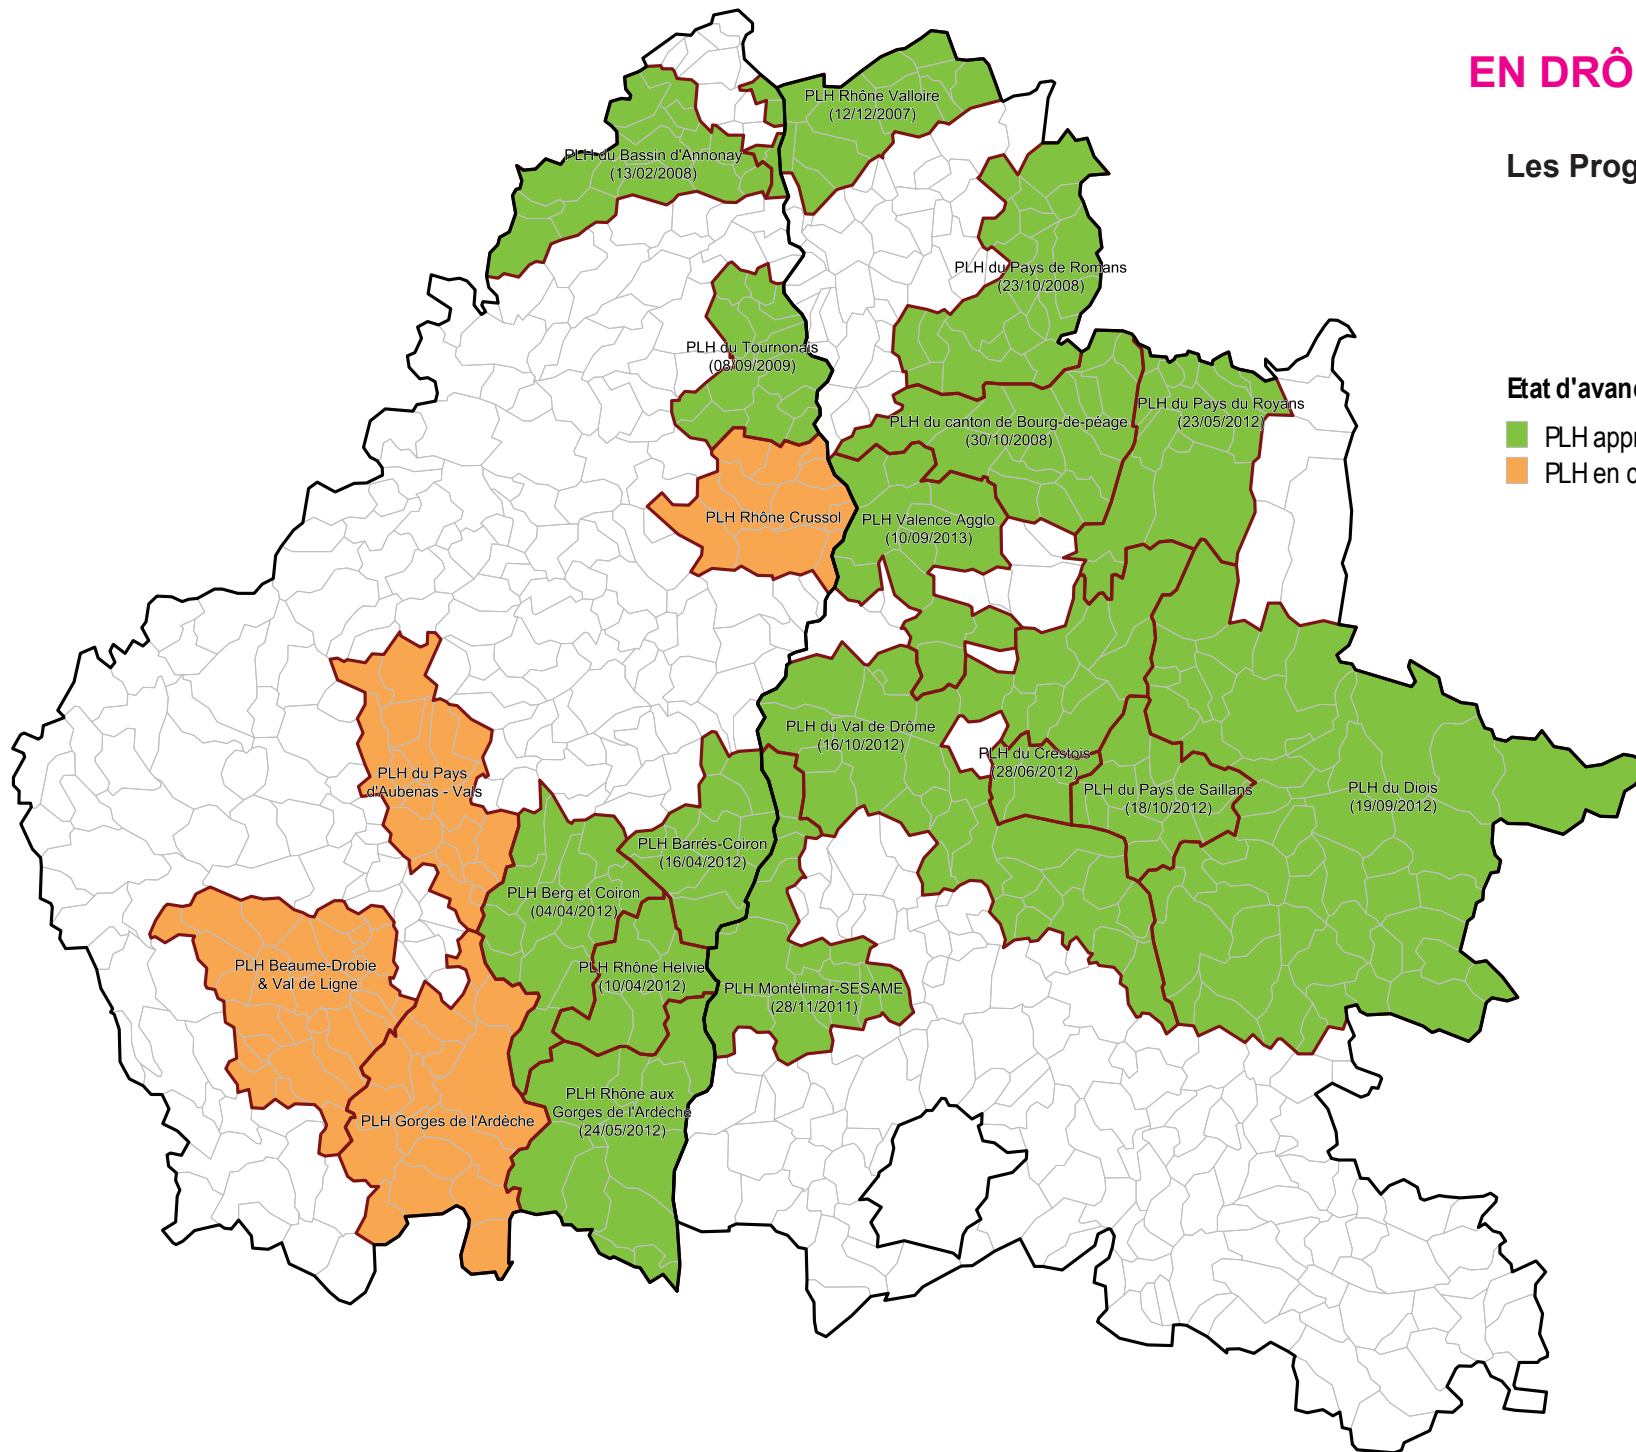 EN DRÔ
Les Prog
Etat d'avanc
PLH appr
PLH en c
PLH Rhône Valloire
(12/12/2007)
PLH du Bassin d'Annonay
(13/02/2008)
PLH du Pays de Romans
(23/10/2008)
PLH du Tournonais
(08/09/2009)
PLH du Pays du Royans
(23/05/2012)
PLH du canton de Bourg-de-péage
(30/10/2008)
PLH Rhône Crussol
PLH Valence Agglo
(10/09/2013)
PLH du Val de Drôme
(16/10/2012)
PLH du Crestois
(28/06/2012)
PLH du Pays de Saillans
(18/10/2012)
PLH du Diois
(19/09/2012)
PLH du Pays
d'Aubenas - Vals
PLH Barrès-Coiron
(16/04/2012)
PLH Berg et Coiron
(04/04/2012)
PLH Beaume-Drobie
& Val de Ligne
PLH Rhône Helvie
(10/04/2012)
PLH Montélimar-SESAME
(28/11/2011)
PLH Gorges de l'Ardèche
PLH Rhône aux
Gorges de l'Ardèche
(24/05/2012)